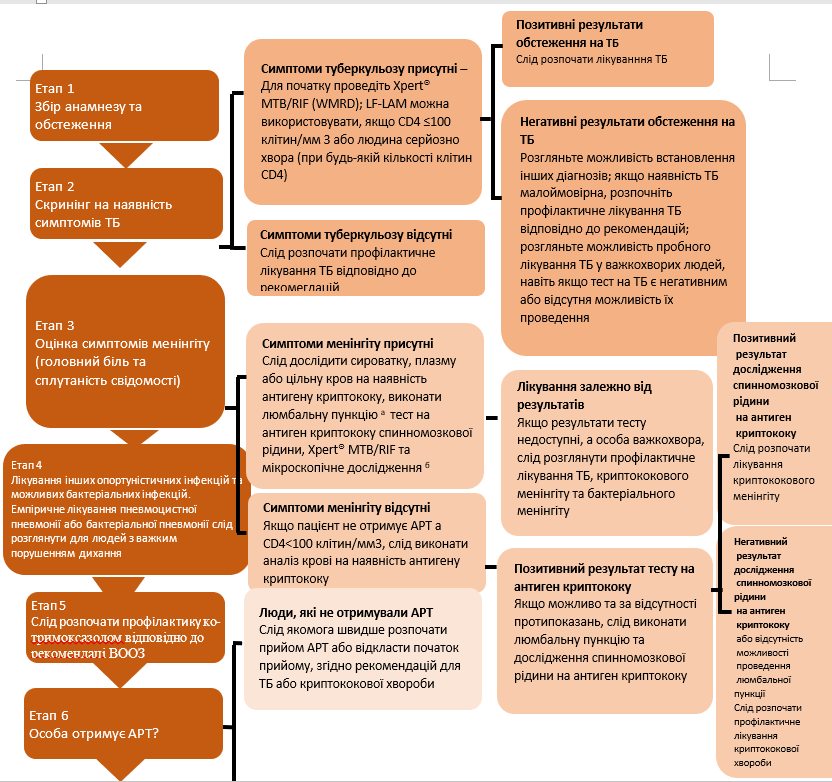 Етап 1
Збір анамнезу та
обстеження
Етап 2
Скринінг на наявність
симптомів ТБ
Етап 3
Оцінка симптомів менінгіту
(головний біль та
сплутаність свідомості)
Етап 4
Лікування інших опортуністичних інфекцій та
можливих бактеріальних інфекцій.
Емпіричне лікування пневмоцистної
пневмонії або бактеріальної пневмонії слід
розглянути для людей з важким
порушенням дихання
Етап 5
Слід розпочати профілактику ко-
тримоксазолом відповідно до
рекомендапі ВООЗ
Етап 6
Особа отримує АРТ?
Симптоми туберкульозу присутні –
Для початку проведіть Xpert®
MTB/RIF (WMRD); LF-LAM можна
використовувати, якщо CD4 ≤100
клітин/мм 3 або людина серйозно
хвора (при будь-якій кількості клітин
CD4)
Симптоми туберкульозу відсутні
Слід розпочати профілактичне
лікування ТБ відповідно до
рекомеглацій
Симптоми менінгіту присутні
Слід дослідити сироватку, плазму
або цільну кров на наявність
антигену криптококу, виконати
люмбальну пункцію ª тест на
антиген криптококу спинномозкової
рідини, Xpert® MTB/RIF та
мікроскопічне дослідження ᵟ
Симптоми менінгіту відсутні
Якщо пацієнт не отримує АРТ а
CD4<100 клітин/мм3, слід виконати
аналіз крові на наявність антигену
криптококу
Люди, які не отримували АРТ
Слід якомога швидше розпочати
прийом АРТ або відкласти початок
прийому, згідно рекомендацій для
ТБ або криптококової хвороби
Позитивні результати
обстеження на ТБ
Слід розпочати лікуванння ТБ
Негативні результати обстеження на
ТБ
Розгляньте можливість встановлення
інших діагнозів; якщо наявність ТБ
малоймовірна, розпочніть
профілактичне лікування ТБ
відповідно до рекомендацій;
розгляньте можливість пробного
лікування ТБ у важкохворих людей,
навіть якщо тест на ТБ є негативним
або відсутня можливість їх
проведення
Лікування залежно від
результатів
Якщо результати тесту
недоступні, а особа важкохвора,
слід розглянути профілактичне
лікування ТБ, криптококового
менінгіту та бактеріального
менінгіту
Позитивний результат тесту на
антиген криптококу
Якщо можливо та за відсутності
протипоказань, слід виконати
люмбальну пункцію та
дослідження спинномозкової
рідини на антиген криптококу
Позитивний
результат
дослідження
спинномозкової
рідини
на антиген
криптококу
Слід розпочати
лікування
криптококового
менінгіту
Негативний
результат
дослідження
спинномозкової
рідини
на антиген
криптококу
або відсутність
можливості
проведення
люмбальної
пункції
Слід розпочати
профілактичне
лікування
криптококової
хвороби